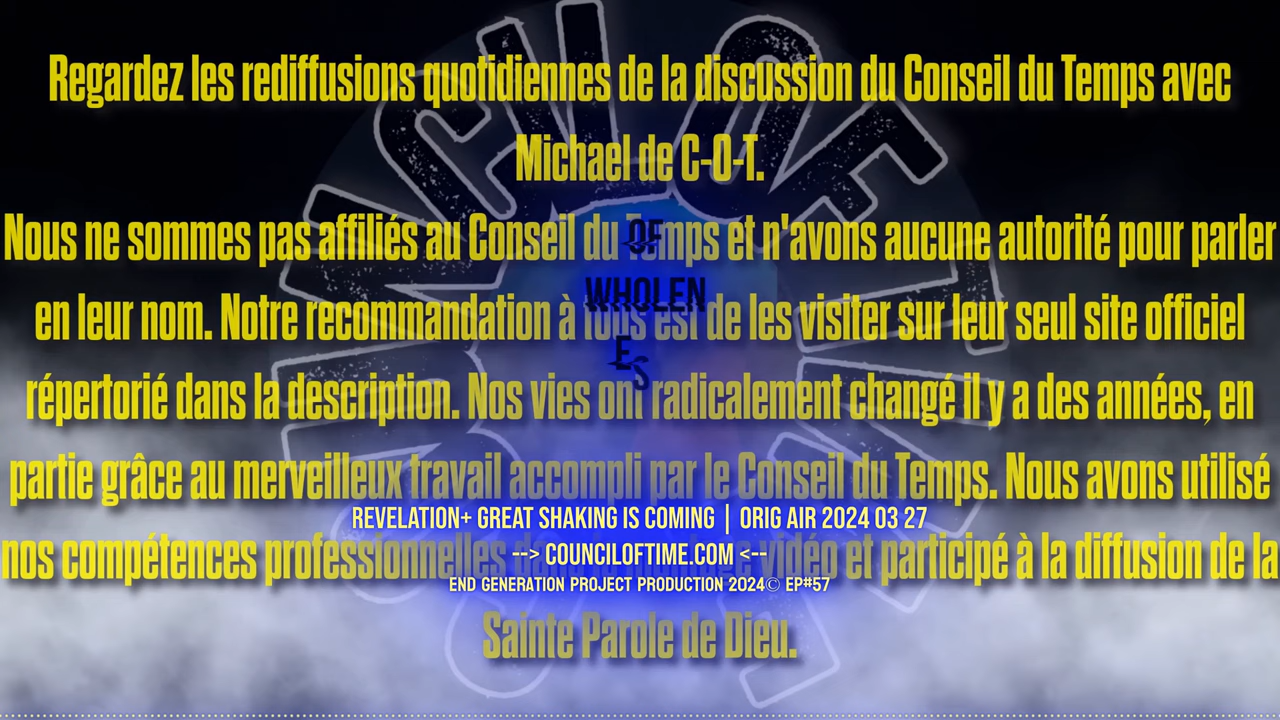 Regardez les rediffusions quotidiennes de la discussion du Conseil du Temps avec
Michael de C-O-T.
Nous ne sommes pas affiliés au Conseil du Temps et n'avons aucune autorité pour parler
OF
WHOLEN
en leur nom. Notre recommandation à tous est de les visiter sur leur seul site officiel
E
S
répertorié dans la description. Nos vies ont radicalement changé il y a des années, en
partie grâce au merveilleux travail accompli par le Conseil du Temps. Nous avons utilisé
REVELATION+ GREAT SHAKING IS COMING | ORIG AIR 2024 03 27
--> COUNCILOFTIME.COM <--
nos compétences professionnelles vidéo et participé à la diffusion de la
END GENERATION PROJECT PRODUCTION 2024© EP#57
Sainte Parole de Dieu.